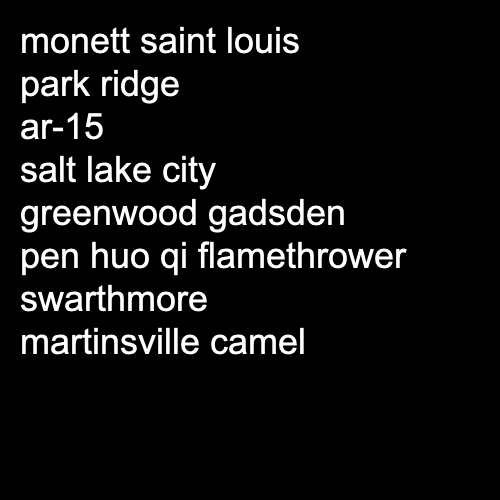 monett saint louis
park ridge
ar-15
salt lake city
greenwood gadsden
pen huo qi flamethrower
swarthmore
martinsville camel